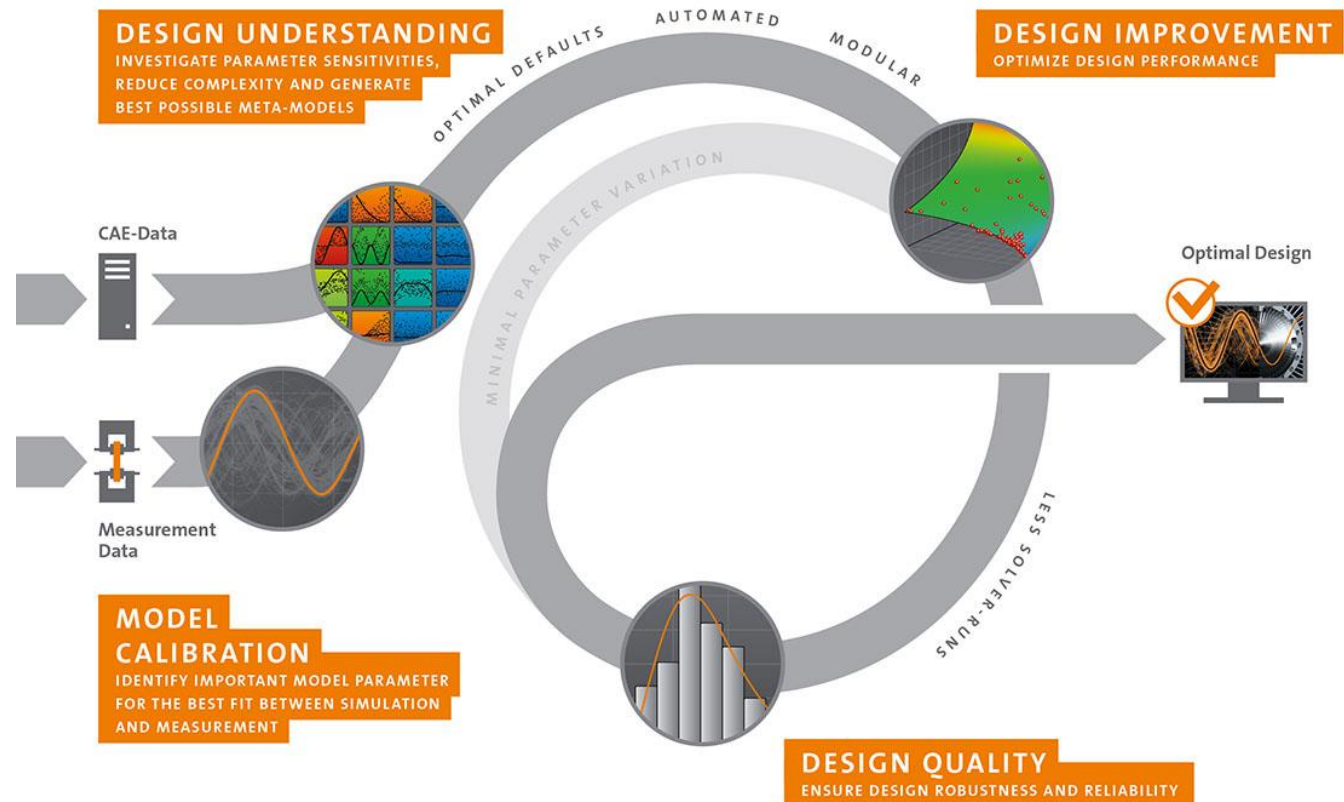 DESIGN UNDERSTANDING
INVESTIGATE PARAMETER SENSITIVITIES,
REDUCE COMPLEXITY AND GENERATE
BEST POSSIBLE META-MODELS
OPTIMAL DEFAULTS
AUTOMATED
MODULAR
DESIGN IMPROVEMENT
OPTIMIZE DESIGN PERFORMANCE
MINIMAL PARAMETER VARIATION
CAE-Data
Optimal Design
Measurement
Data
LESS SOLVER-RUNS
MODEL
CALIBRATION
IDENTIFY IMPORTANT MODEL PARAMETER
FOR THE BEST FIT BETWEEN SIMULATION
AND MEASUREMENT
DESIGN QUALITY
ENSURE DESIGN ROBUSTNESS AND RELIABILITY